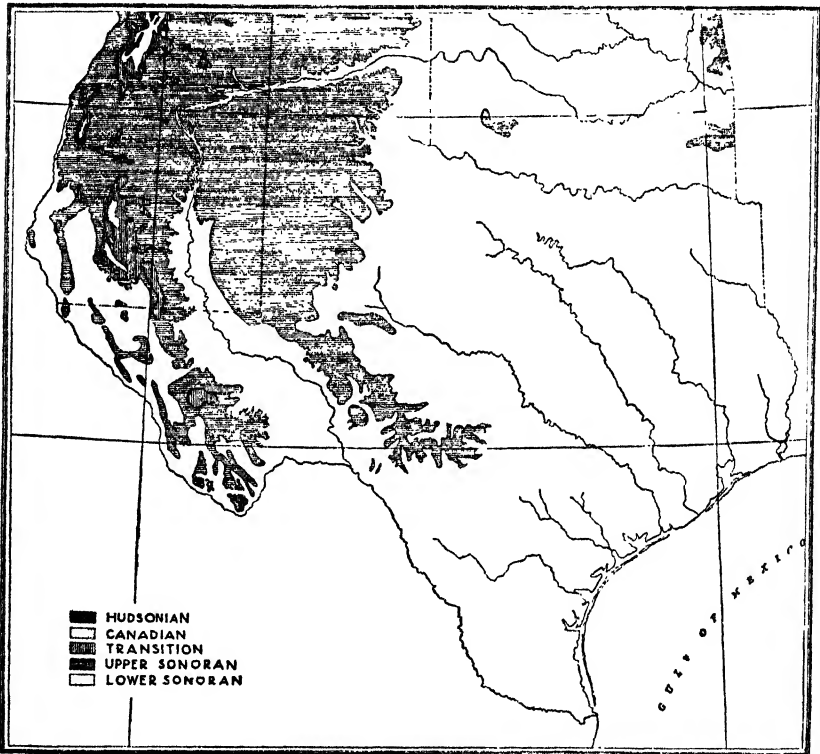 HUDSONIAN
CANADIAN
TRANSITION
UPPER SONORAN
LOWER SONORAN
GULF OF MEXICO